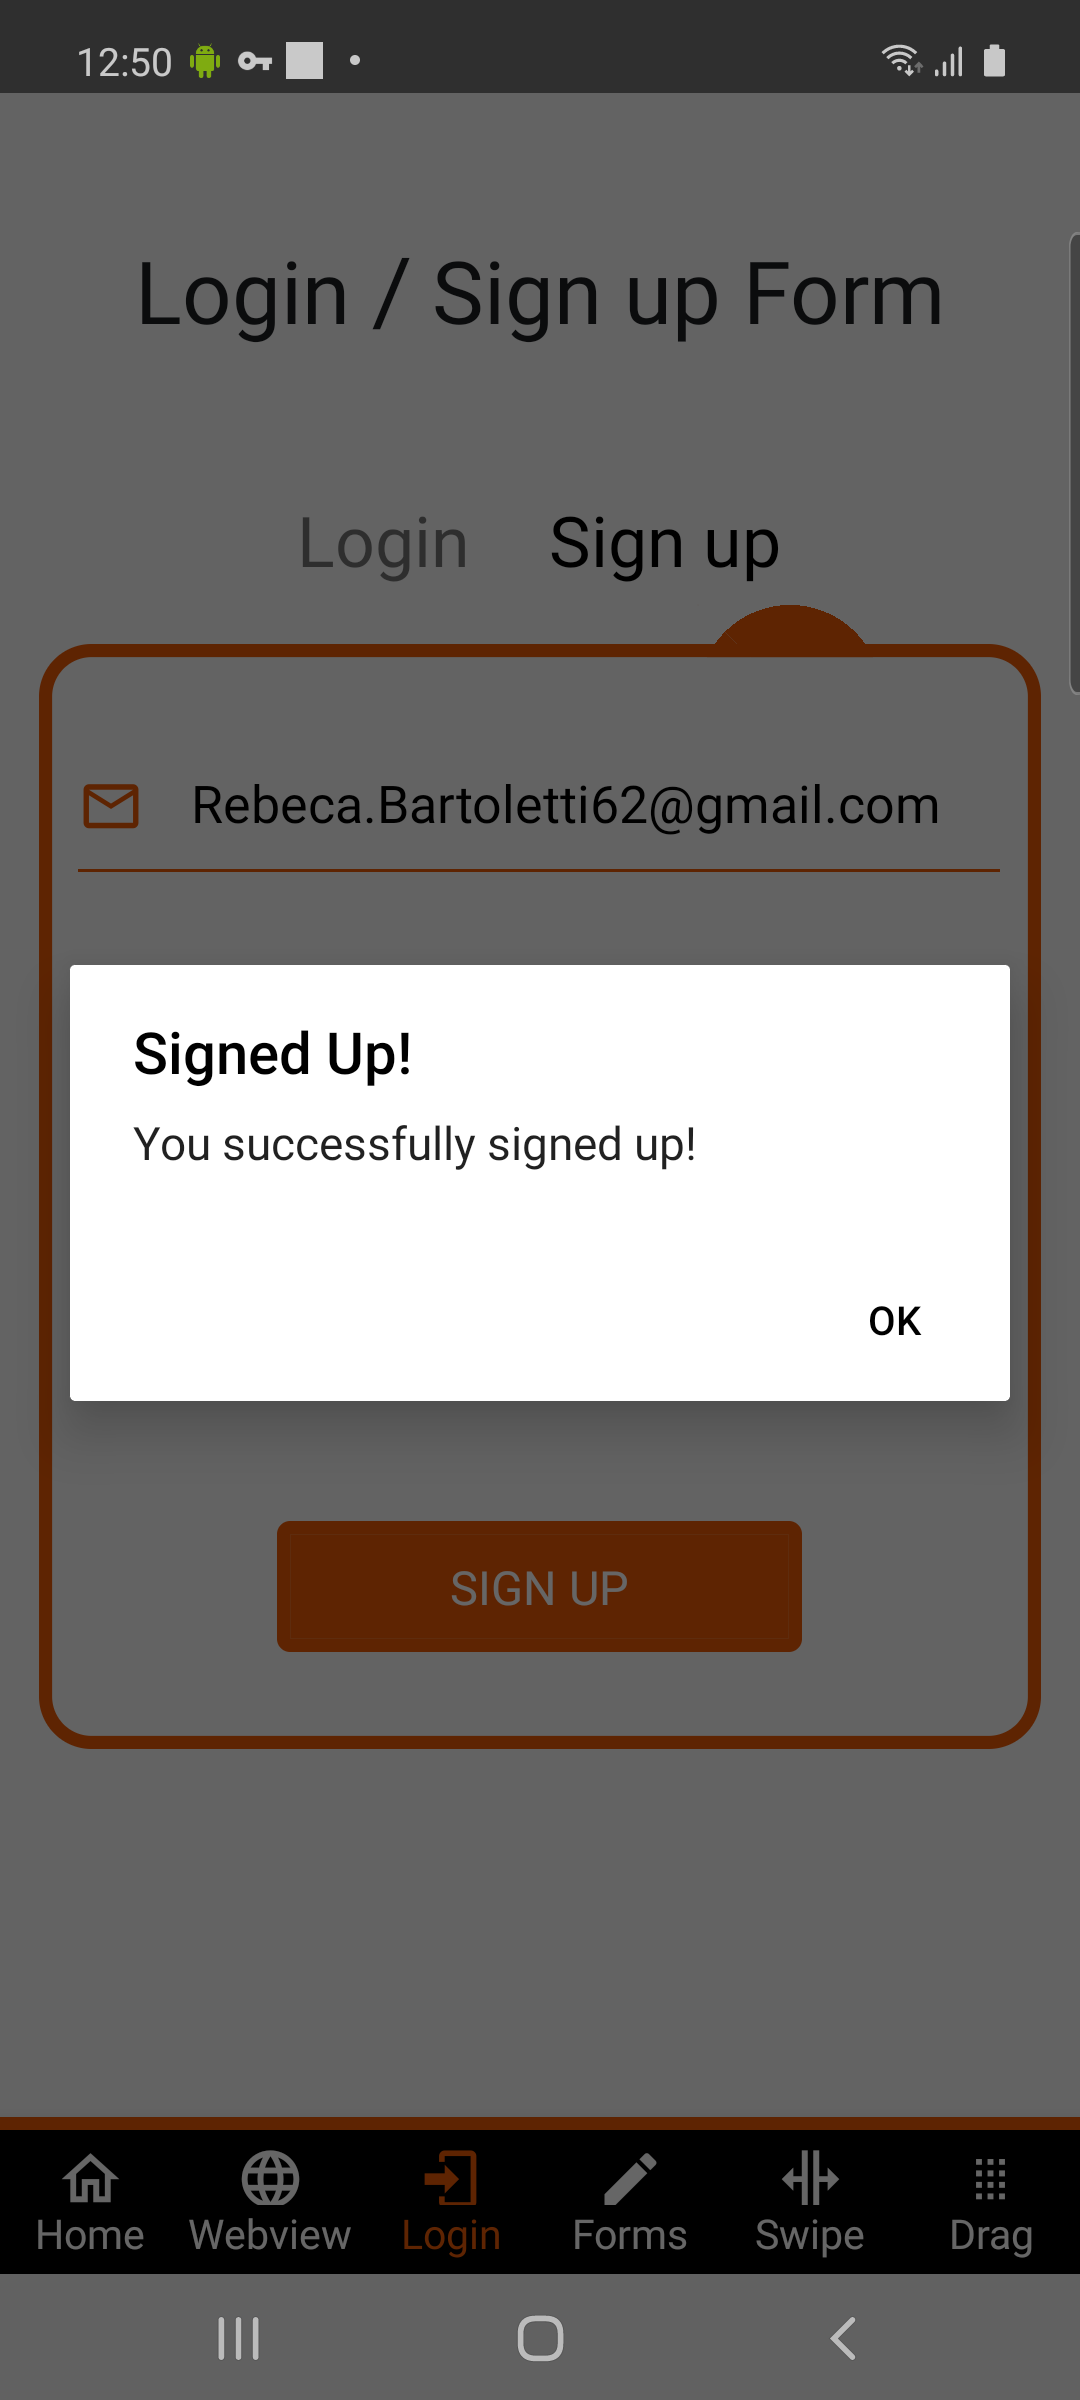 12:50
Login / Sign up Form
Login Sign up
Rebeca.Bartoletti62@gmail.com
Signed Up!
You successfully signed up!
OK
SIGN UP
Home Webview Login Forms Swipe Drag